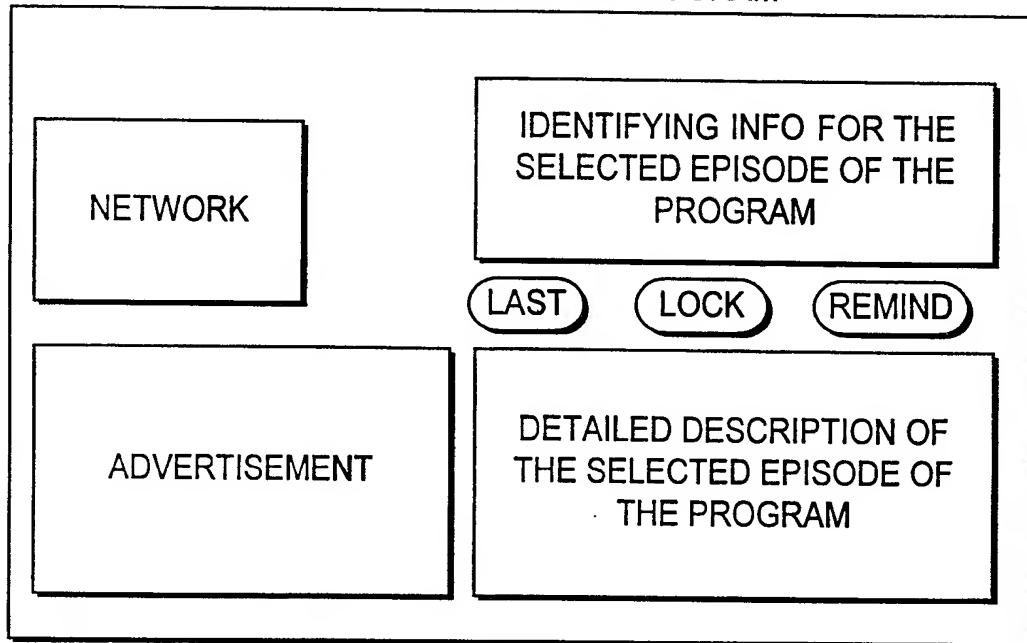 IDENTIFYING INFO FOR THE
SELECTED EPISODE OF THE
PROGRAM
NETWORK
LAST
LOCK
REMIND
ADVERTISEMENT
DETAILED DESCRIPTION OF
THE SELECTED EPISODE OF
THE PROGRAM